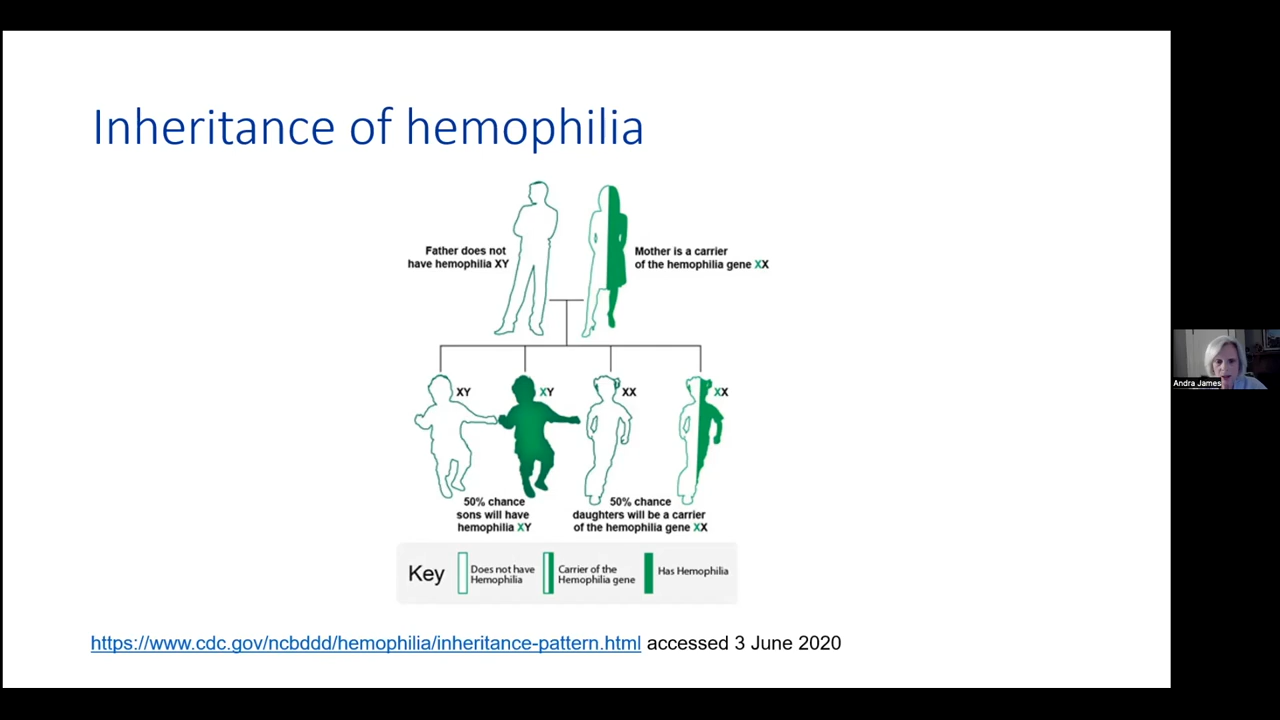 Inheritance of hemophilia
Father does not
have hemophilia XY
Mother is a carrier
of the hemophilia gene XX
XY
XY
XX
XX
50% chance
sons will have
hemophilia XY
50% chance
daughters will be a carrier
of the hemophilia gene XX
Key
Does not have
Hemophilia
Carrier of the
Hemophilia gene
Has Hemophilia
https://www.cdc.gov/ncbddd/hemophilia/inheritance-pattern.html accessed 3 June 2020
Andra James